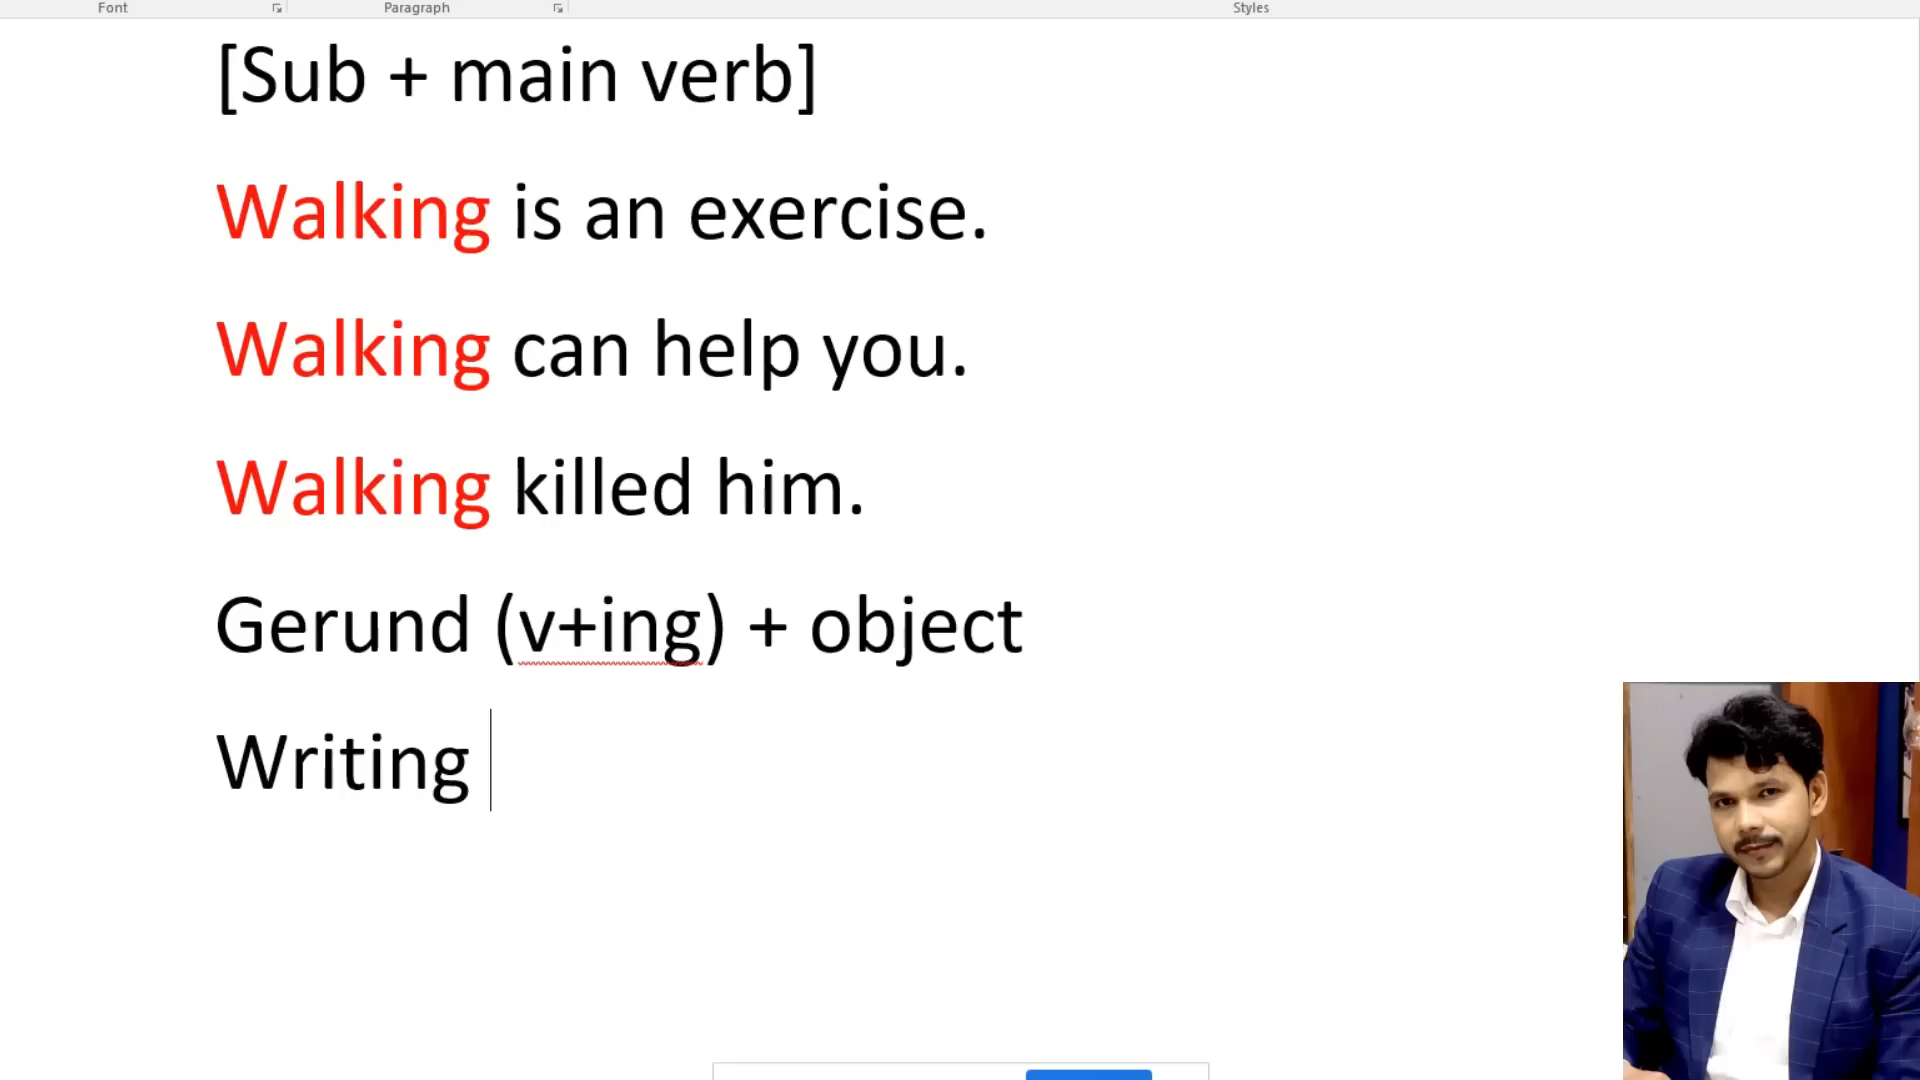 Font Paragraph Styles
[Sub + main verb]
Walking is an exercise.
Walking can help you.
Walking killed him.
Gerund (v+ing) + object
Writing